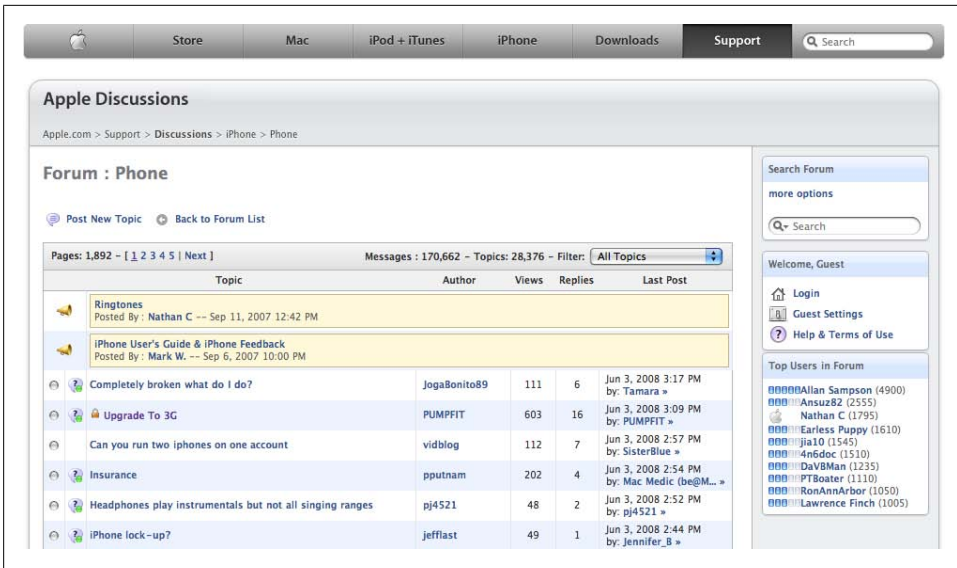 Store Mac iPod + iTunes iPhone Downloads Support Search
Apple Discussions
Apple.com > Support > Discussions > iPhone > Phone
Forum : Phone
Post New Topic Back to Forum List
Pages: 1,892 - [ 1 2 3 4 5 | Next ] Messages : 170,662 - Topics: 28,376 - Filter: All Topics
Topic Author Views Replies Last Post
Ringtones
Posted By : Nathan C -- Sep 11, 2007 12:42 PM
iPhone User's Guide & iPhone Feedback
Posted By : Mark W. -- Sep 6, 2007 10:00 PM
Completely broken what do I do? JogaBonito89 111 6 Jun 3, 2008 3:17 PM
by: Tamara »
Upgrade To 3G PUMPFIT 603 16 Jun 3, 2008 3:09 PM
by: PUMPFIT »
Can you run two iphones on one account vidblog 112 7 Jun 3, 2008 2:57 PM
by: SisterBlue »
Insurance pputnam 202 4 Jun 3, 2008 2:54 PM
by: Mac Medic (be@M... »
Headphones play instrumentals but not all singing ranges pj4521 48 2 Jun 3, 2008 2:52 PM
by: pj4521 »
iPhone lock-up? jefflast 49 1 Jun 3, 2008 2:44 PM
by: Jennifer_B »
Search Forum
more options
Search
Welcome, Guest
Login
Guest Settings
Help & Terms of Use
Top Users in Forum
Allan Sampson (4900)
Ansuz82 (2555)
Nathan C (1795)
Earless Puppy (1610)
jia10 (1545)
4n6doc (1510)
DaVBMan (1235)
PTBoater (1110)
RonAnnArbor (1050)
Lawrence Finch (1005)